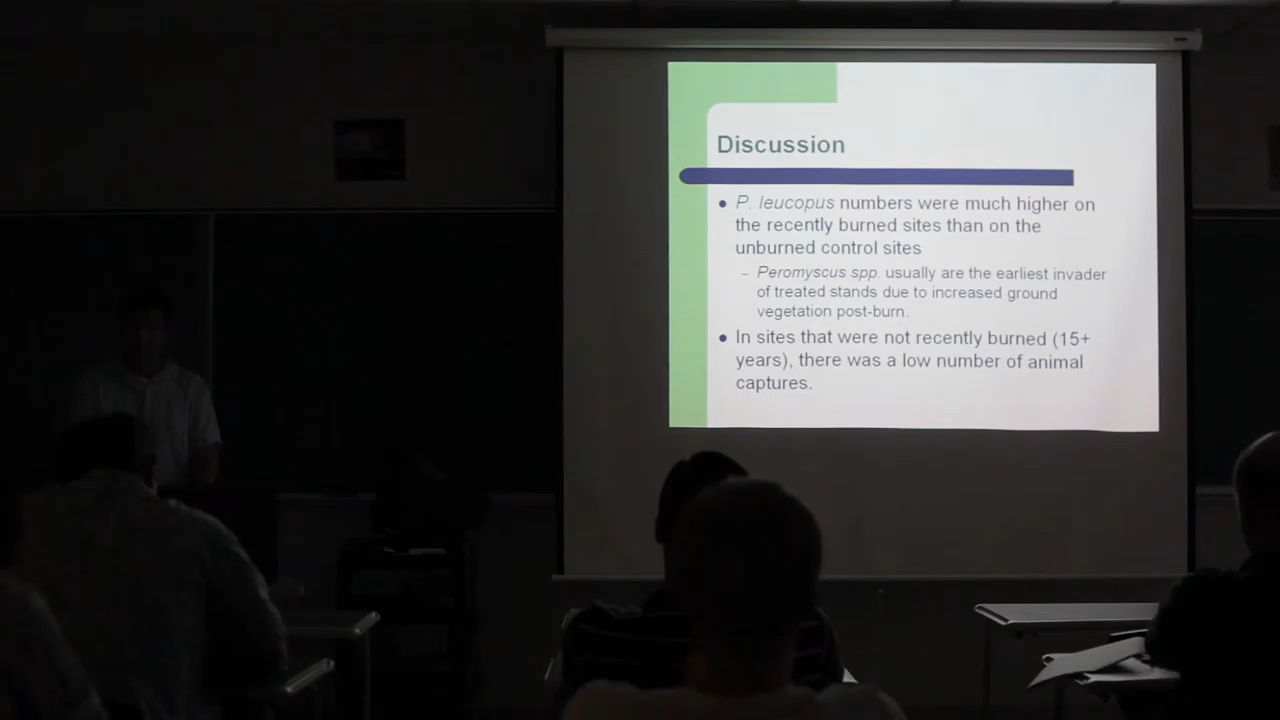 Discussion
• P. leucopus numbers were much higher on
the recently burned sites than on the
unburned control sites
– Peromyscus spp. usually are the earliest invader
of treated stands due to increased ground
vegetation post-burn.
• In sites that were not recently burned (15+
years), there was a low number of animal
captures.